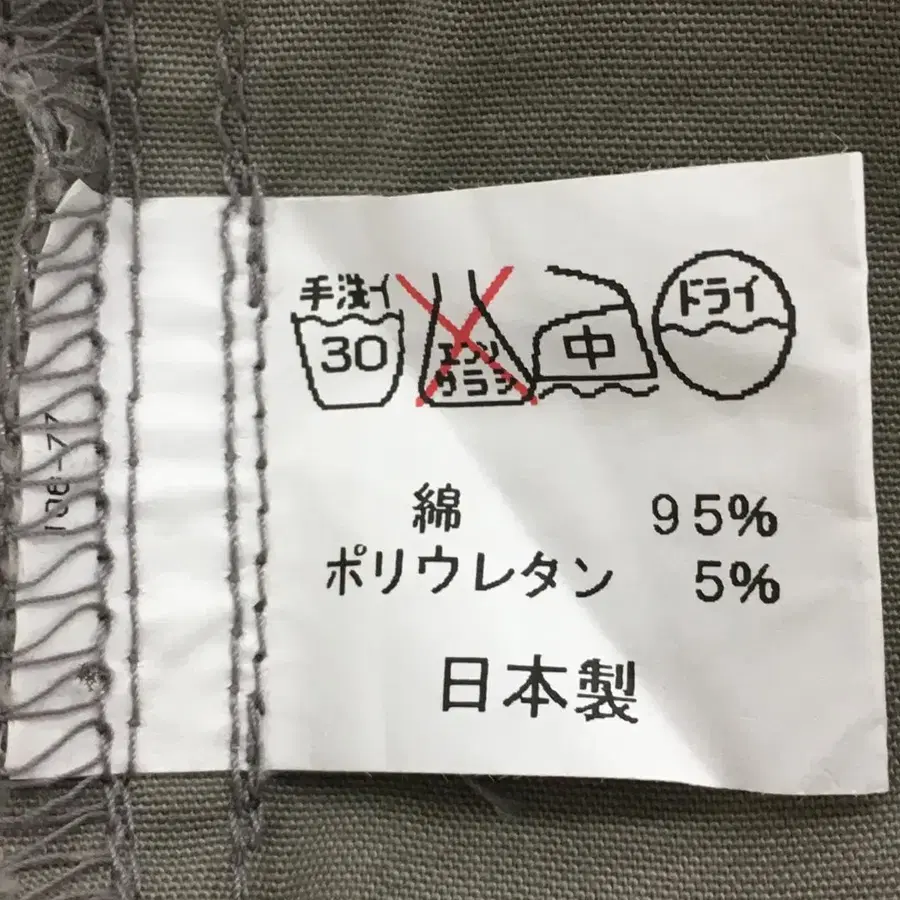 手洗イ
30
エンソ
サラシ
中
ドライ
綿 95%
ポリウレタン 5%
日本製